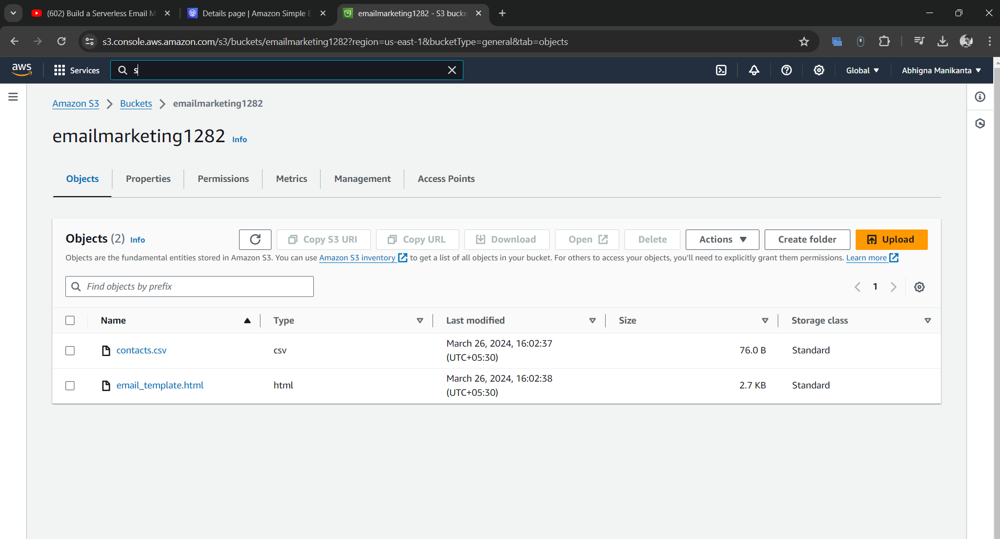 (602) Build a Serverless Email M
Details page | Amazon Simple E
emailmarketing1282 - S3 bucke
s3.console.aws.amazon.com/s3/buckets/emailmarketing1282?region=us-east-1&bucketType=general&tab=objects
aws
Services
s
Global
Abhigna Manikanta
Amazon S3
Buckets
emailmarketing1282
emailmarketing1282 Info
Objects
Properties
Permissions
Metrics
Management
Access Points
Objects (2) Info
Copy S3 URI
Copy URL
Download
Open
Delete
Actions
Create folder
Upload
Objects are the fundamental entities stored in Amazon S3. You can use Amazon S3 inventory to get a list of all objects in your bucket. For others to access your objects, you'll need to explicitly grant them permissions. Learn more
Find objects by prefix
1
Name
Type
Last modified
Size
Storage class
contacts.csv
csv
March 26, 2024, 16:02:37
(UTC+05:30)
76.0 B
Standard
email_template.html
html
March 26, 2024, 16:02:38
(UTC+05:30)
2.7 KB
Standard